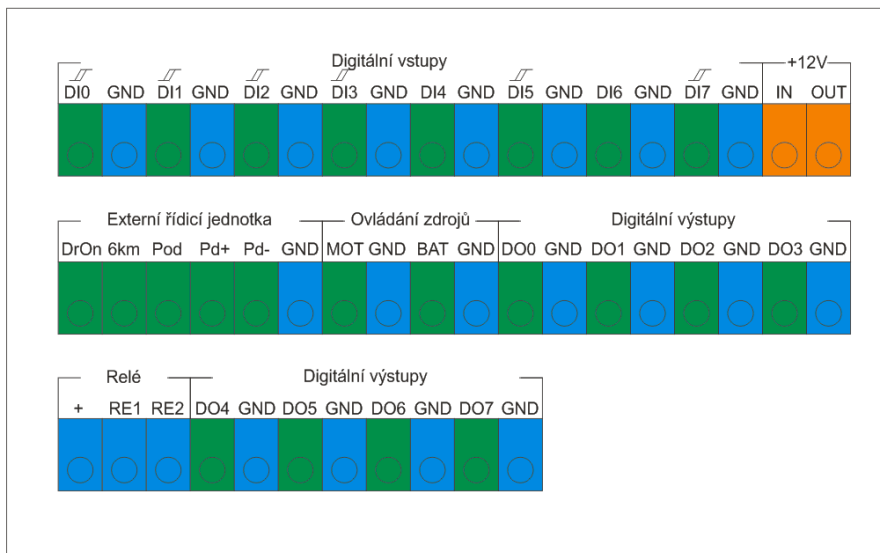 Digitální vstupy +12V
DI0 GND DI1 GND DI2 GND DI3 GND DI4 GND DI5 GND DI6 GND DI7 GND IN OUT
Externí řídicí jednotka Ovládání zdrojů Digitální výstupy
DrOn 6km Pod Pd+ Pd- GND MOT GND BAT GND DO0 GND DO1 GND DO2 GND DO3 GND
Relé Digitální výstupy
+ RE1 RE2 DO4 GND DO5 GND DO6 GND DO7 GND